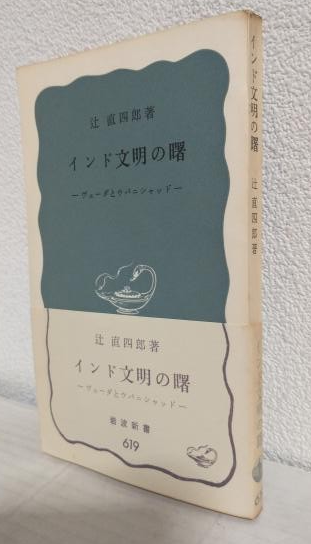 辻 直四郎著
インド文明の曙
―ヴェーダとウパニシャッド―
辻 直四郎著
インド文明の曙
―ヴェーダとウパニシャッド―
岩波新書
619
インド文明の曙
辻 直四郎著